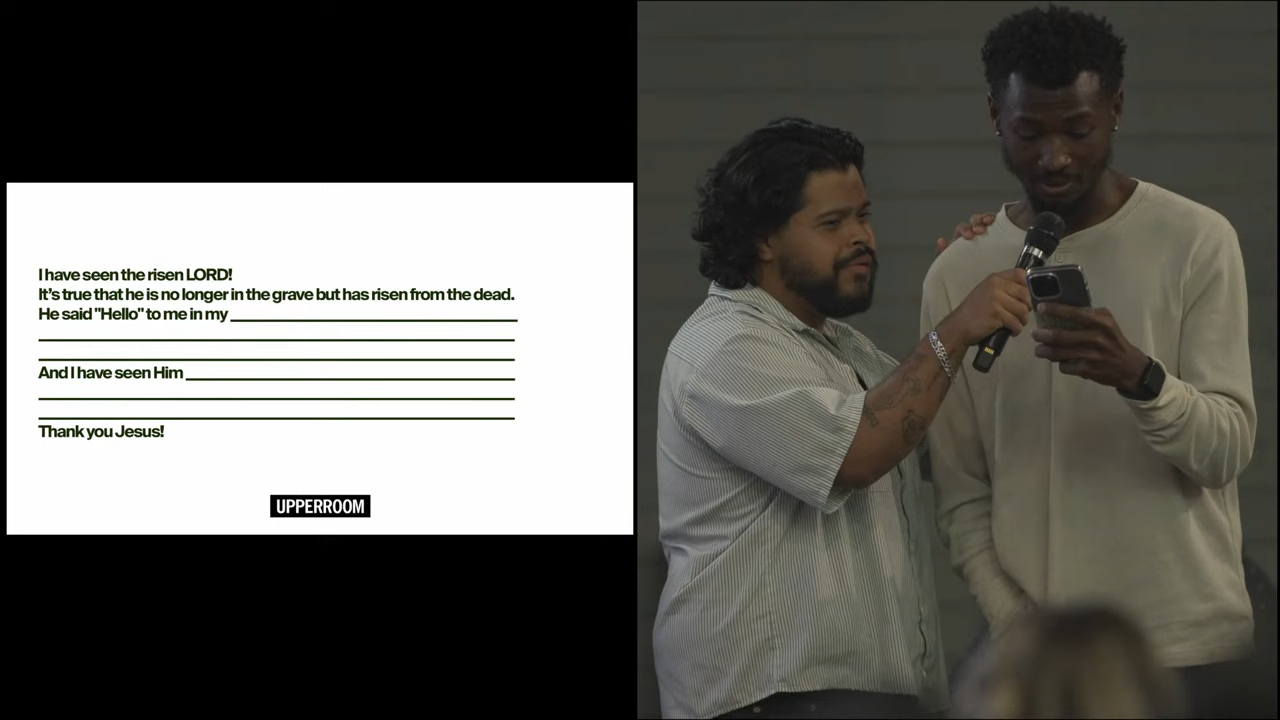 I have seen the risen LORD!
It's true that he is no longer in the grave but has risen from the dead.
He said "Hello" to me in my
And I have seen Him
Thank you Jesus!
UPPERROOM